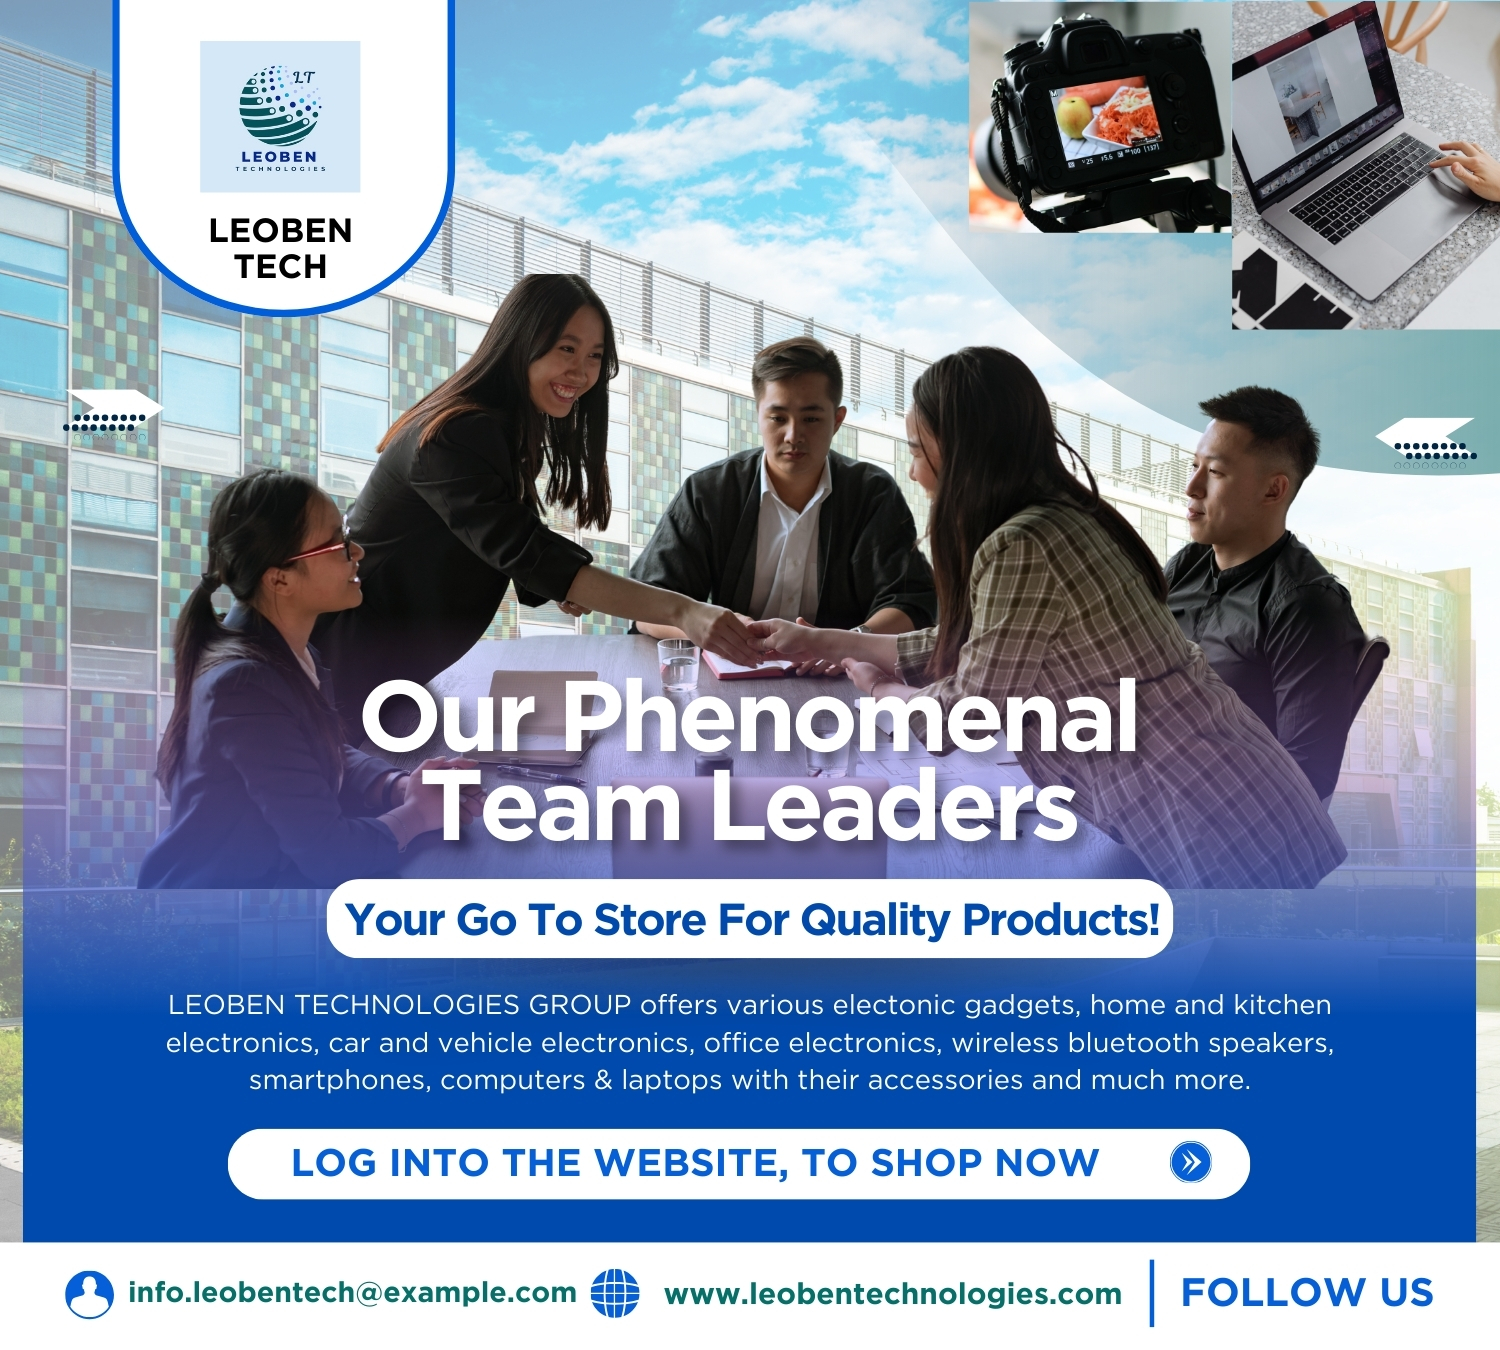 LT
LEOBEN
TECHNOLOGIES
LEOBEN
TECH
Our Phenomenal
Team Leaders
Your Go To Store For Quality Products!
LEOBEN TECHNOLOGIES GROUP offers various electonic gadgets, home and kitchen
electronics, car and vehicle electronics, office electronics, wireless bluetooth speakers,
smartphones, computers & laptops with their accessories and much more.
LOG INTO THE WEBSITE, TO SHOP NOW
info.leobentech@example.com
www.leobentechnologies.com
FOLLOW US